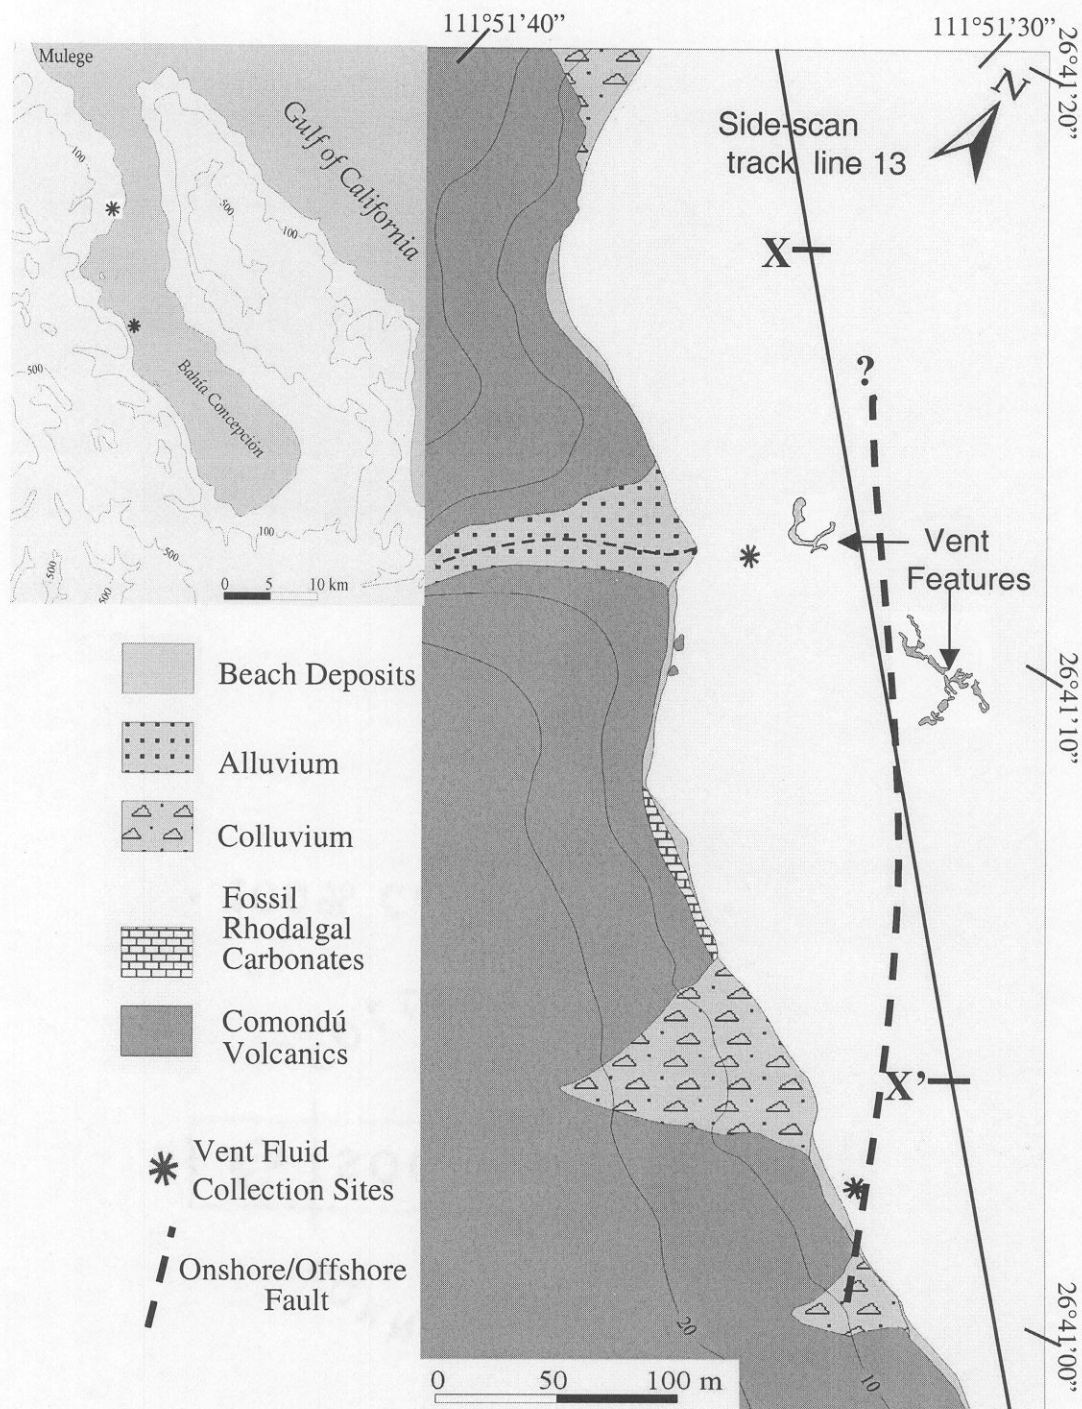 111°51'40”
111°51'30”
26°41'20”
Mulege
Gulf of California
100
500
100
Side-scan
track line 13
N
X
?
500
Bahía Concepción
Vent
Features
100
500
500
500
0 5 10 km
26°41'10”
Beach Deposits
Alluvium
Colluvium
Fossil
Rhodalgal
Carbonates
Comondú
Volcanics
X’
Vent Fluid
Collection Sites
Onshore/Offshore
Fault
26°41'00”
20
10
0 50 100 m